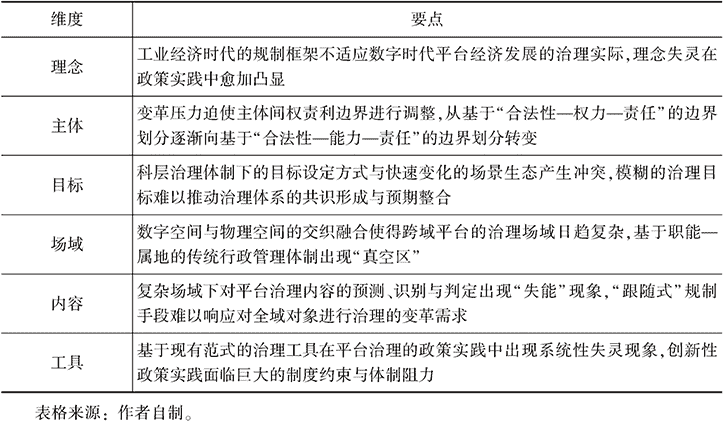 维度 要点
理念
工业经济时代的规制框架不适应数字时代平台经济发展的治理实际,理念失灵在
政策实践中愈加凸显
主体
变革压力迫使主体间权责利边界进行调整,从基于“合法性—权力—责任”的边界
划分逐渐向基于“合法性—能力—责任”的边界划分转变
目标
科层治理体制下的目标设定方式与快速变化的场景生态产生冲突,模糊的治理目
标难以推动治理体系的共识形成与预期整合
场域
数字空间与物理空间的交织融合使得跨域平台的治理场域日趋复杂,基于职能—
属地的传统行政管理体制出现“真空区”
内容
复杂场域下对平台治理内容的预测、识别与判定出现“失能”现象,“跟随式”规制
手段难以响应对全域对象进行治理的变革需求
工具
基于现有范式的治理工具在平台治理的政策实践中出现系统性失灵现象,创新性
政策实践面临巨大的制度约束与体制阻力
表格来源:作者自制。